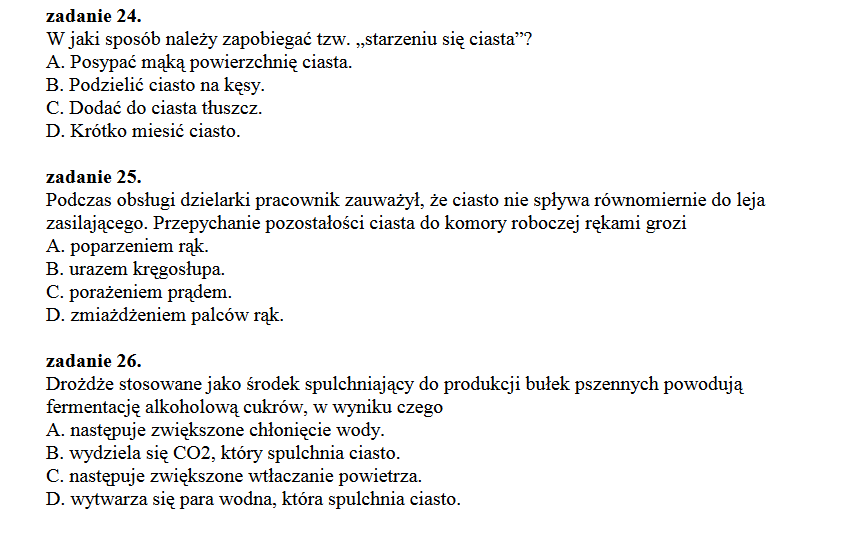 zadanie 24.
W jaki sposób należy zapobiegać tzw. „starzeniu się ciasta”?
A. Posypać mąką powierzchnię ciasta.
B. Podzielić ciasto na kęsy.
C. Dodać do ciasta tłuszcz.
D. Krótko miesić ciasto.
zadanie 25.
Podczas obsługi dzielarki pracownik zauważył, że ciasto nie spływa równomiernie do leja
zasilającego. Przepychanie pozostałości ciasta do komory roboczej rękami grozi
A. poparzeniem rąk.
B. urazem kręgosłupa.
C. porażeniem prądem.
D. zmiażdżeniem palców rąk.
zadanie 26.
Drożdże stosowane jako środek spulchniający do produkcji bułek pszennych powodują
fermentację alkoholową cukrów, w wyniku czego
A. następuje zwiększone chłonięcie wody.
B. wydziela się CO2, który spulchnia ciasto.
C. następuje zwiększone wtłaczanie powietrza.
D. wytwarza się para wodna, która spulchnia ciasto.